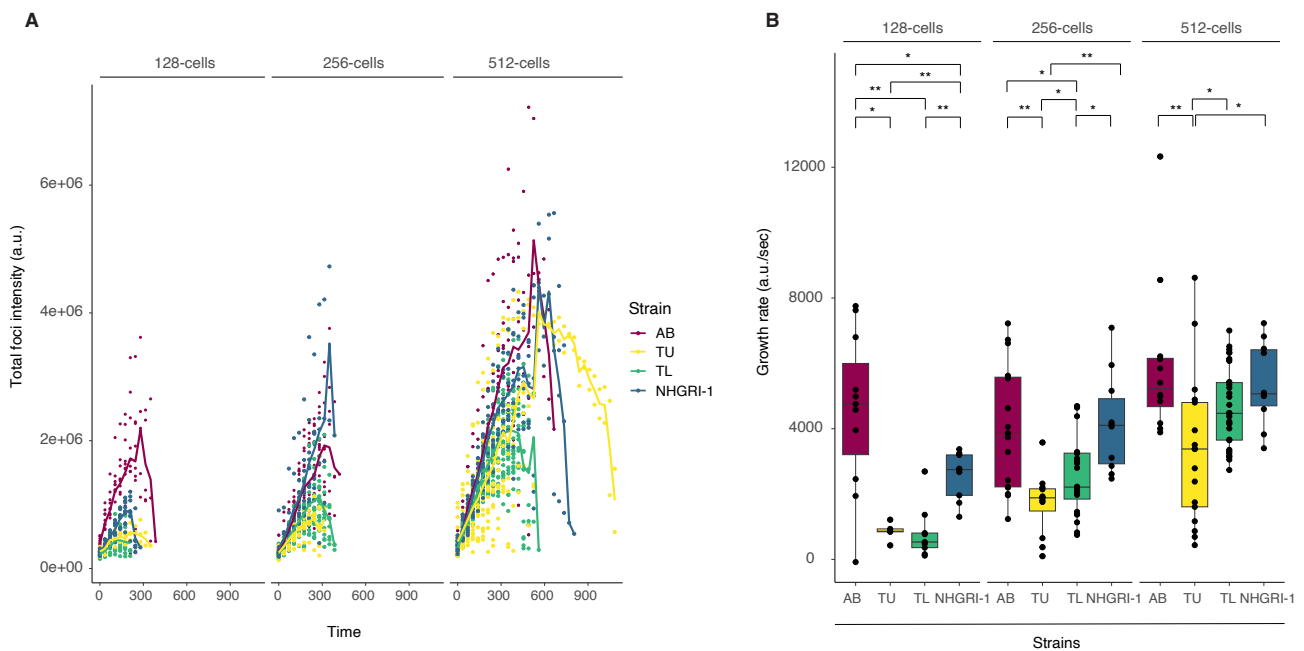 A
128-cells 256-cells 512-cells
Total foci intensity (a.u.)
6e+06
4e+06
2e+06
0e+00
0 300 600 900 0 300 600 900 0 300 600 900
Time
Strain
AB
TU
TL
NHGRI-1
B
128-cells 256-cells 512-cells
* ** ** * **
** * * ** *
** * *
Growth rate (a.u./sec)
12000
8000
4000
0
AB TU TL NHGRI-1 AB TU TL NHGRI-1 AB TU TL NHGRI-1
Strains